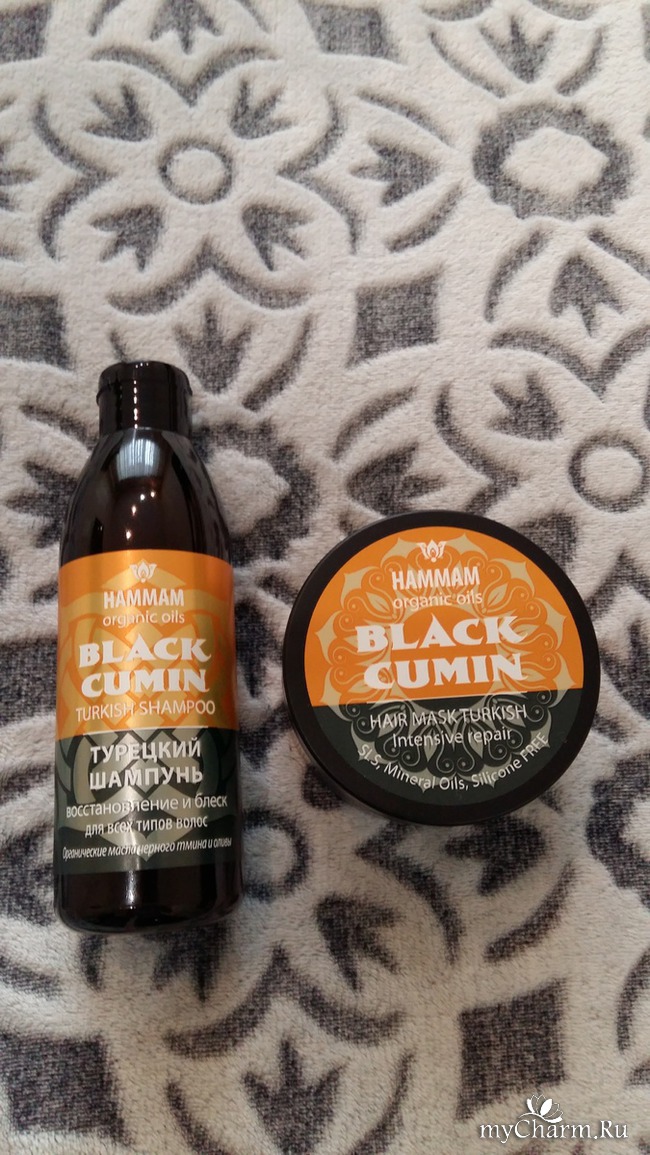 HAMMAM
organic oils
BLACK
CUMIN
TURKISH SHAMPOO
ТУРЕЦКИЙ
ШАМПУНЬ
восстановление и блеск
для всех типов волос
Органические масла черного тмина и оливы
HAMMAM
organic oils
BLACK
CUMIN
HAIR MASK TURKISH
Intensive repair
SLS, Mineral Oils, Silicone FREE
myCharm.Ru